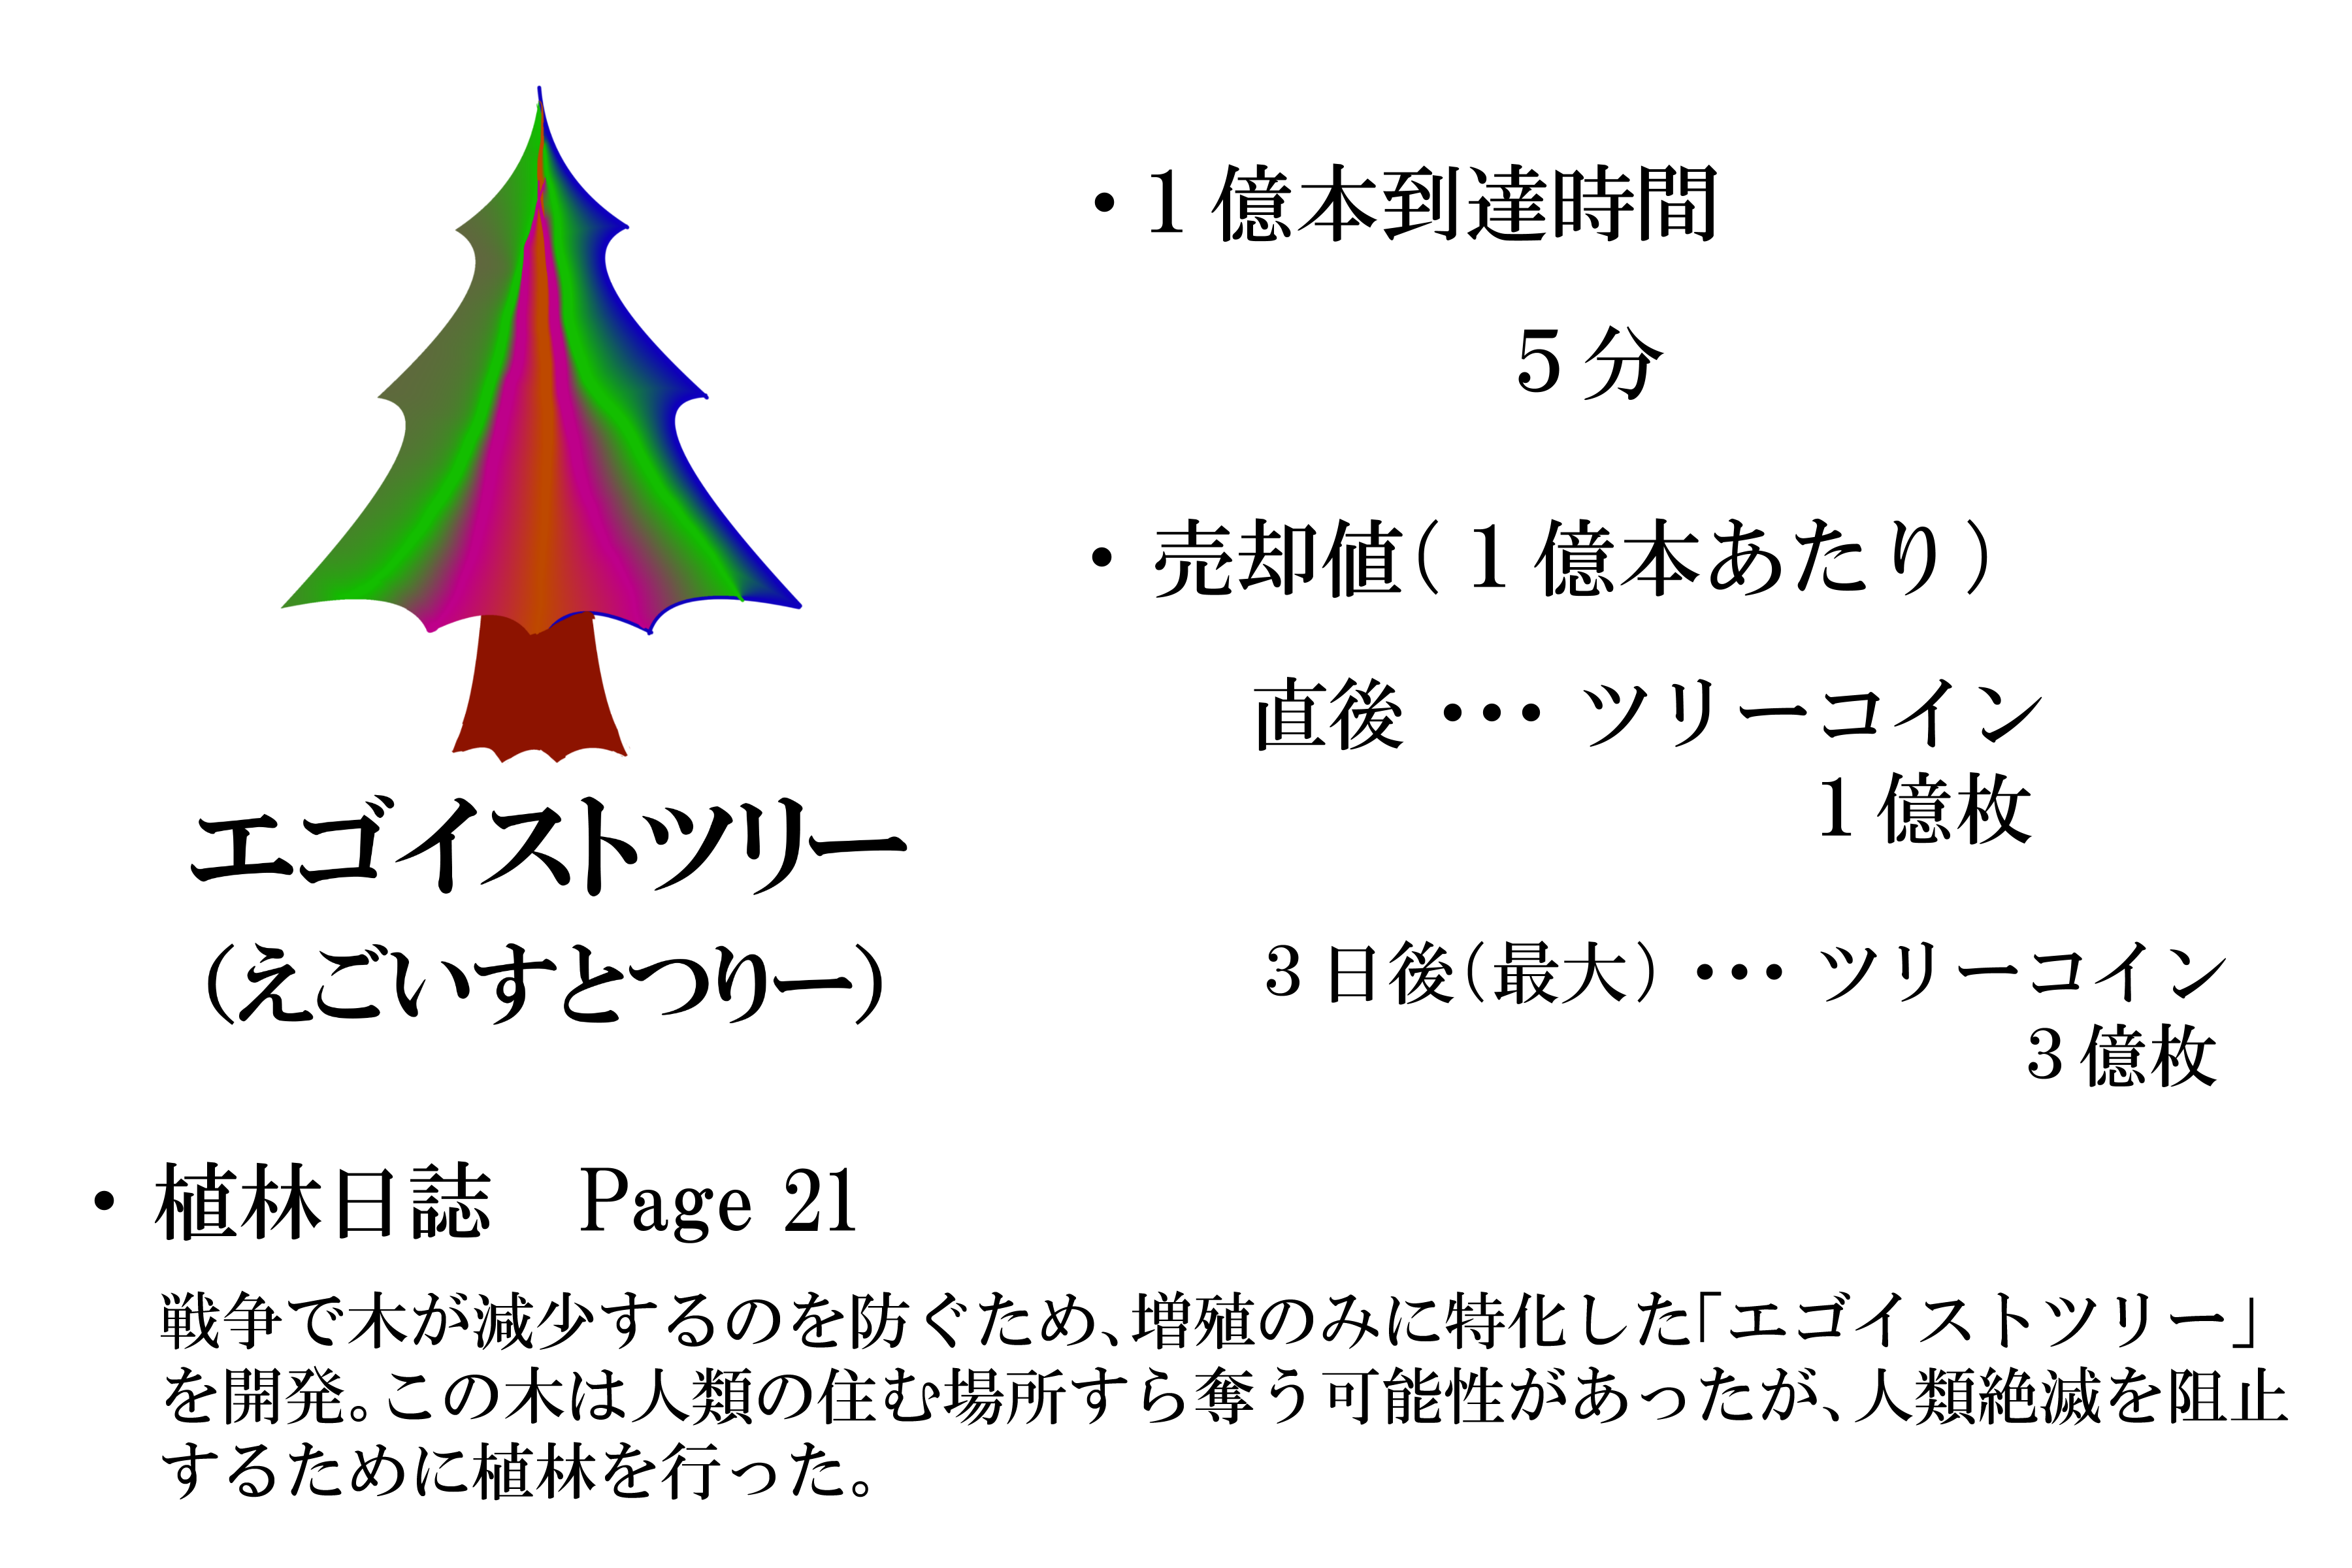 エゴイストツリー
（えごいすとつりー）
・１億本到達時間
５分
・売却値（１億本あたり）
直後 ・・・ ツリーコイン
１億枚
３日後（最大） ・・・ ツリーコイン
３億枚
・植林日誌　Page 21
戦争で木が減少するのを防ぐため、増殖のみに特化した「エゴイストツリー」
を開発。この木は人類の住む場所すら奪う可能性があったが、人類絶滅を阻止
するために植林を行った。